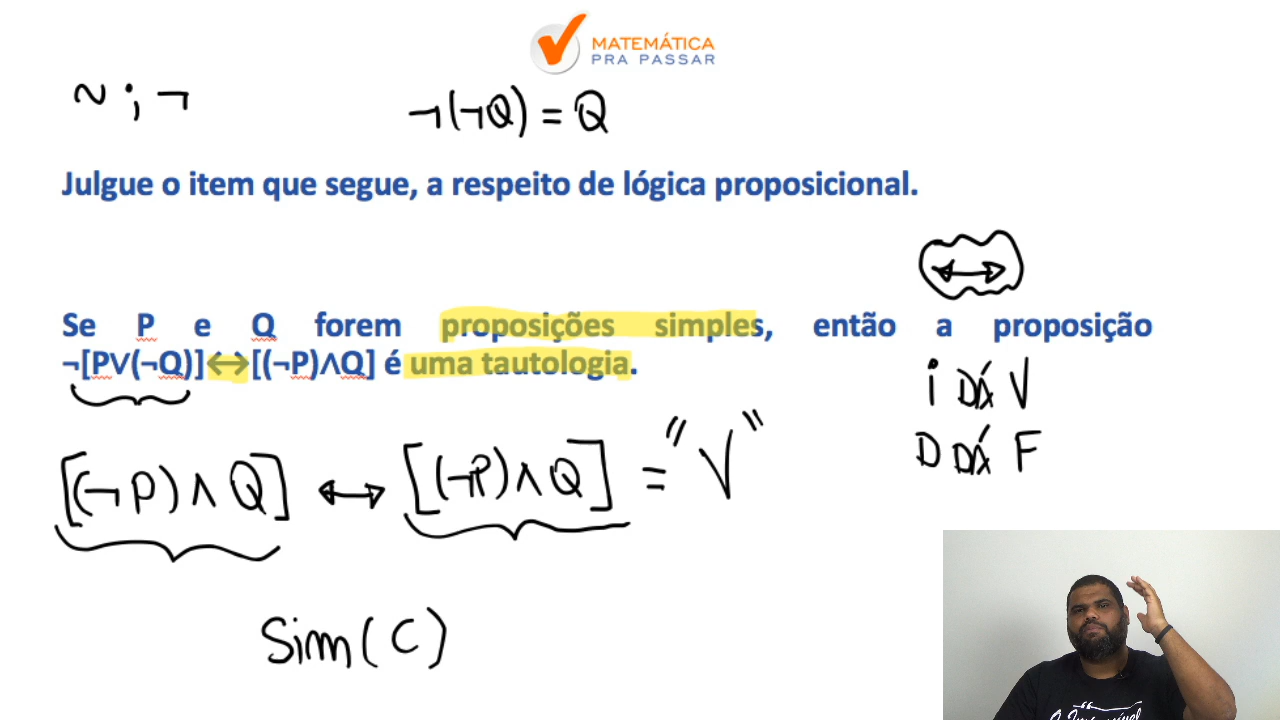 MATEMÁTICA
PRA PASSAR
~ ; ¬
¬(¬Q) = Q
Julgue o item que segue, a respeito de lógica proposicional.
↔
Se P e Q forem proposições simples, então a proposição
¬[P∨(¬Q)]↔[(¬P)∧Q] é uma tautologia.
i DÁ V
D DÁ F
[(¬P)∧Q] ↔ [(¬P)∧Q] = "V"
Sim(C)